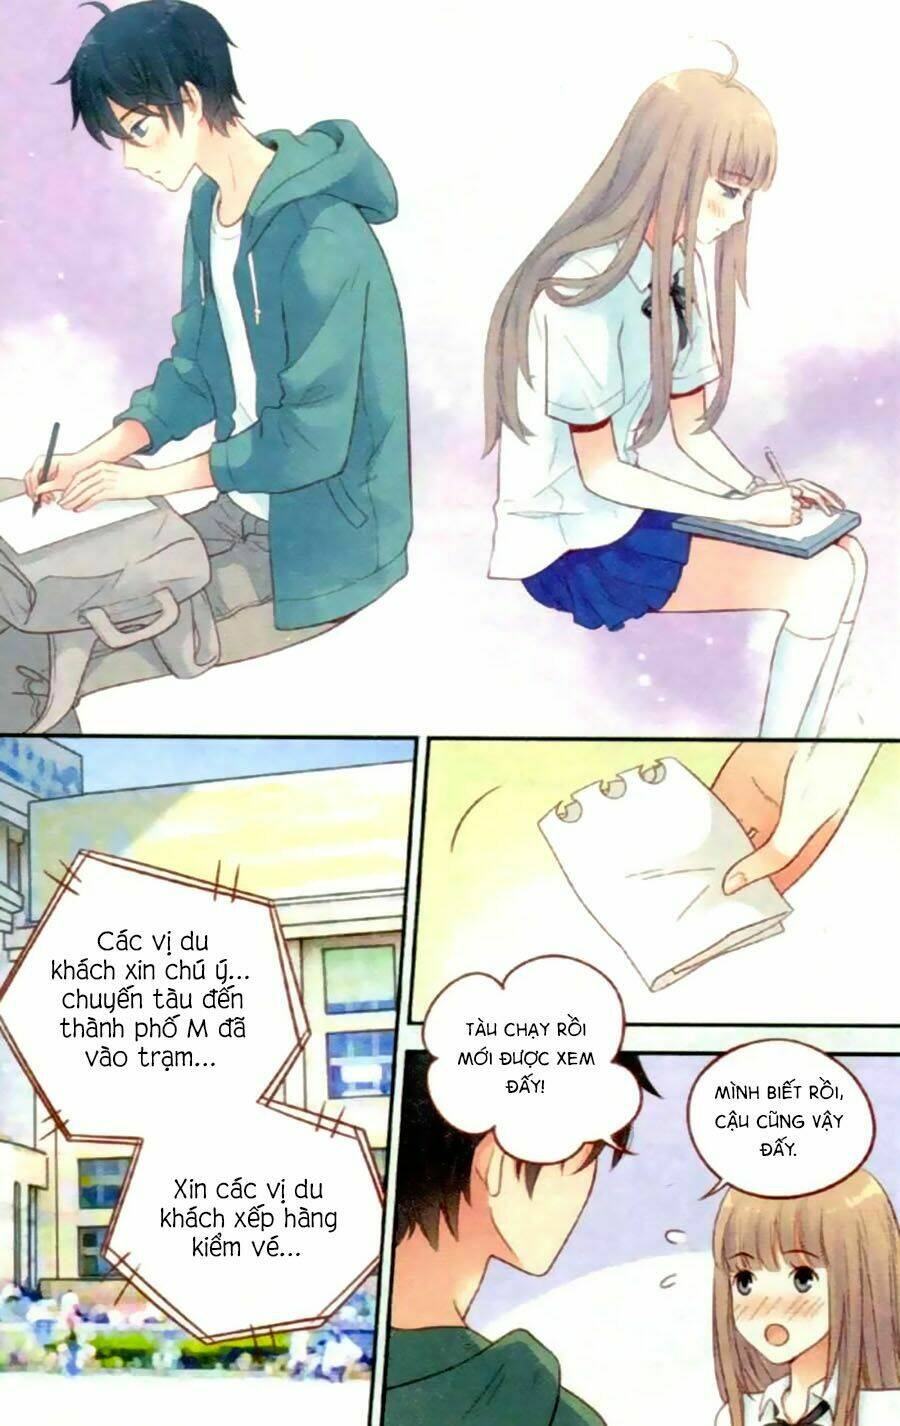 Các vị du
khách xin chú ý...
chuyến tàu đến
thành phố M đã
vào trạm...
Xin các vị du
khách xếp hàng
kiểm vé...
TÀU CHẠY RỒI
MỚI ĐƯỢC XEM
ĐẤY!
MÌNH BIẾT RỒI,
CẬU CŨNG VẬY
ĐẤY.